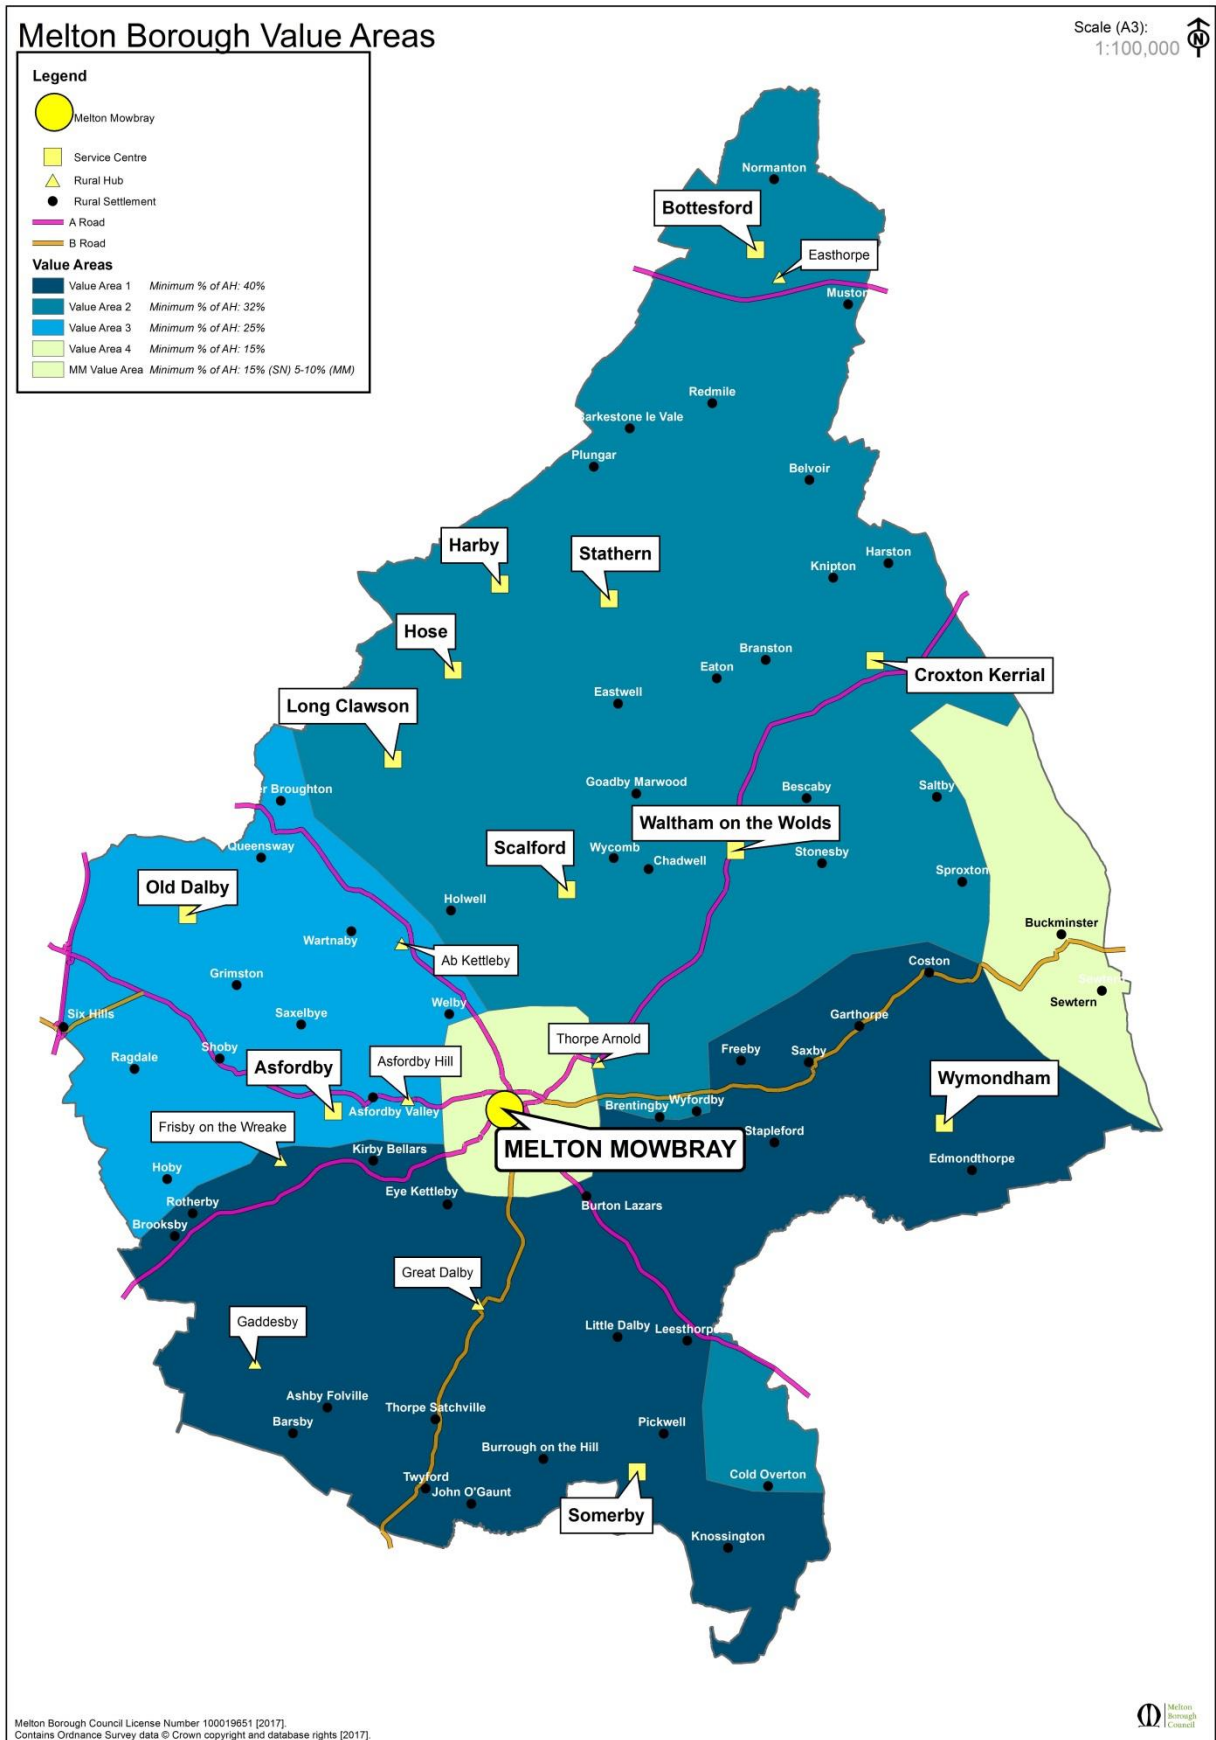 Melton Borough Value Areas
Scale (A3):
1:100,000
N
Legend
Melton Mowbray
Service Centre
Rural Hub
Rural Settlement
A Road
B Road
Value Areas
Value Area 1 Minimum % of AH: 40%
Value Area 2 Minimum % of AH: 32%
Value Area 3 Minimum % of AH: 25%
Value Area 4 Minimum % of AH: 15%
MM Value Area Minimum % of AH: 15% (SN) 5-10% (MM)
Normanton
Bottesford
Easthorpe
Muston
Redmile
arkestone le Vale
Plungar
Belvoir
Harby
Stathern
Harston
Knipton
Hose
Branston
Eaton
Croxton Kerrial
Eastwell
Long Clawson
Goadby Marwood
Bescaby
Saltby
er Broughton
Waltham on the Wolds
Queensway
Scalford
Wycomb
Chadwell
Stonesby
Sproxton
Old Dalby
Holwell
Buckminster
Wartnaby
Ab Kettleby
Coston
Grimston
Sewtern
Welby
Six Hills
Saxelbye
Garthorpe
Thorpe Arnold
Shoby
Ragdale
Asfordby
Asfordby Hill
Freeby
Saxby
Wymondham
Asfordby Valley
Brentingby
Wyfordby
Frisby on the Wreake
MELTON MOWBRAY
Stapleford
Kirby Bellars
Edmondthorpe
Hoby
Eye Kettleby
Rotherby
Burton Lazars
Brooksby
Great Dalby
Gaddesby
Little Dalby
Leesthorp
Ashby Folville
Thorpe Satchville
Barsby
Pickwell
Burrough on the Hill
Twyford
Cold Overton
John O'Gaunt
Somerby
Knossington
Melton Borough Council License Number 100019651 [2017].
Contains Ordnance Survey data © Crown copyright and database rights [2017].
Melton
Borough
Council